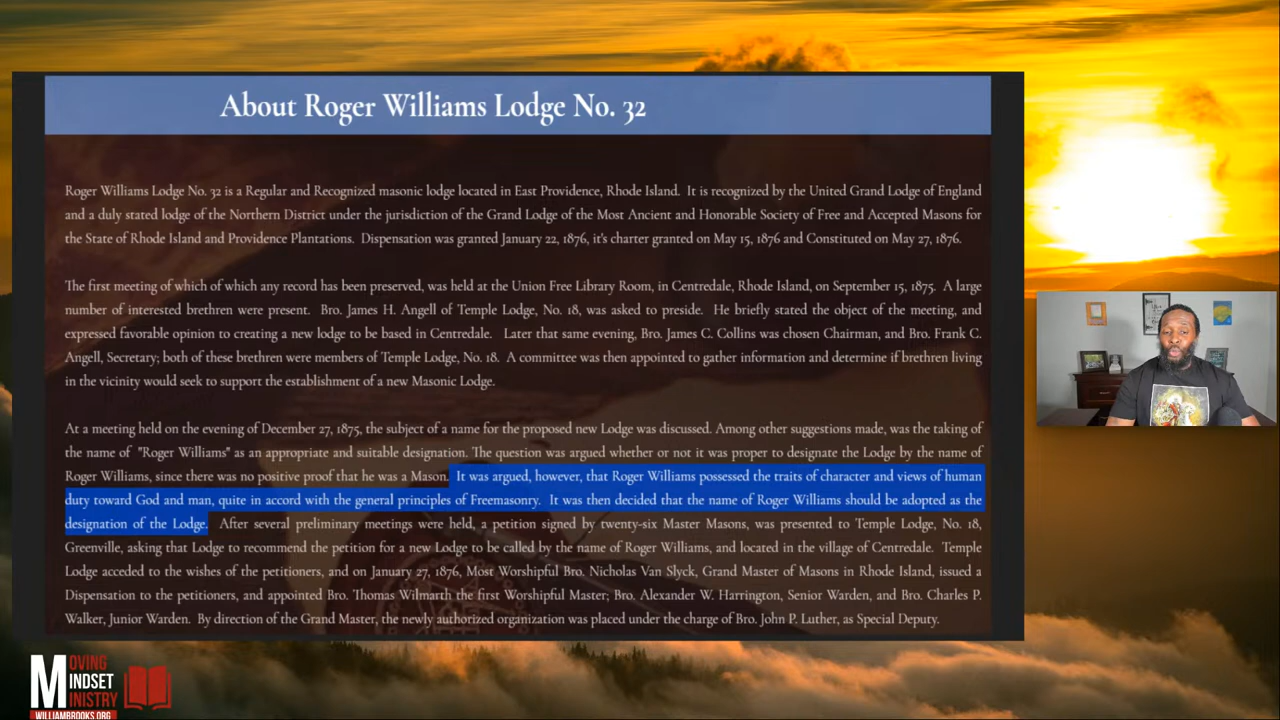 About Roger Williams Lodge No. 32
Roger Williams Lodge No. 32 is a Regular and Recognized masonic lodge located in East Providence, Rhode Island.  It is recognized by the United Grand Lodge of England
and a duly stated lodge of the Northern District under the jurisdiction of the Grand Lodge of the Most Ancient and Honorable Society of Free and Accepted Masons for
the State of Rhode Island and Providence Plantations.  Dispensation was granted January 22, 1876, it's charter granted on May 15, 1876 and Constituted on May 27, 1876.
The first meeting of which of which any record has been preserved, was held at the Union Free Library Room, in Centredale, Rhode Island, on September 15, 1875.  A large
number of interested brethren were present.  Bro. James H. Angell of Temple Lodge, No. 18, was asked to preside.  He briefly stated the object of the meeting, and
expressed favorable opinion to creating a new lodge to be based in Centredale.  Later that same evening, Bro. James C. Collins was chosen Chairman, and Bro. Frank C.
Angell, Secretary; both of these brethren were members of Temple Lodge, No. 18.  A committee was then appointed to gather information and determine if brethren living
in the vicinity would seek to support the establishment of a new Masonic Lodge.
At a meeting held on the evening of December 27, 1875, the subject of a name for the proposed new Lodge was discussed. Among other suggestions made, was the taking of
the name of "Roger Williams" as an appropriate and suitable designation. The question was argued whether or not it was proper to designate the Lodge by the name of
Roger Williams, since there was no positive proof that he was a Mason.  It was argued, however, that Roger Williams possessed the traits of character and views of human
duty toward God and man, quite in accord with the general principles of Freemasonry.  It was then decided that the name of Roger Williams should be adopted as the
designation of the Lodge.  After several preliminary meetings were held, a petition signed by twenty-six Master Masons, was presented to Temple Lodge, No. 18,
Greenville, asking that Lodge to recommend the petition for a new Lodge to be called by the name of Roger Williams, and located in the village of Centredale.  Temple
Lodge acceded to the wishes of the petitioners, and on January 27, 1876, Most Worshipful Bro. Nicholas Van Slyck, Grand Master of Masons in Rhode Island, issued a
Dispensation to the petitioners, and appointed Bro. Thomas Wilmarth the first Worshipful Master; Bro. Alexander W. Harrington, Senior Warden, and Bro. Charles P.
Walker, Junior Warden.  By direction of the Grand Master, the newly authorized organization was placed under the charge of Bro. John P. Luther, as Special Deputy.
MOVING
MINDSET
MINISTRY
WILLIAMBROOKS.ORG